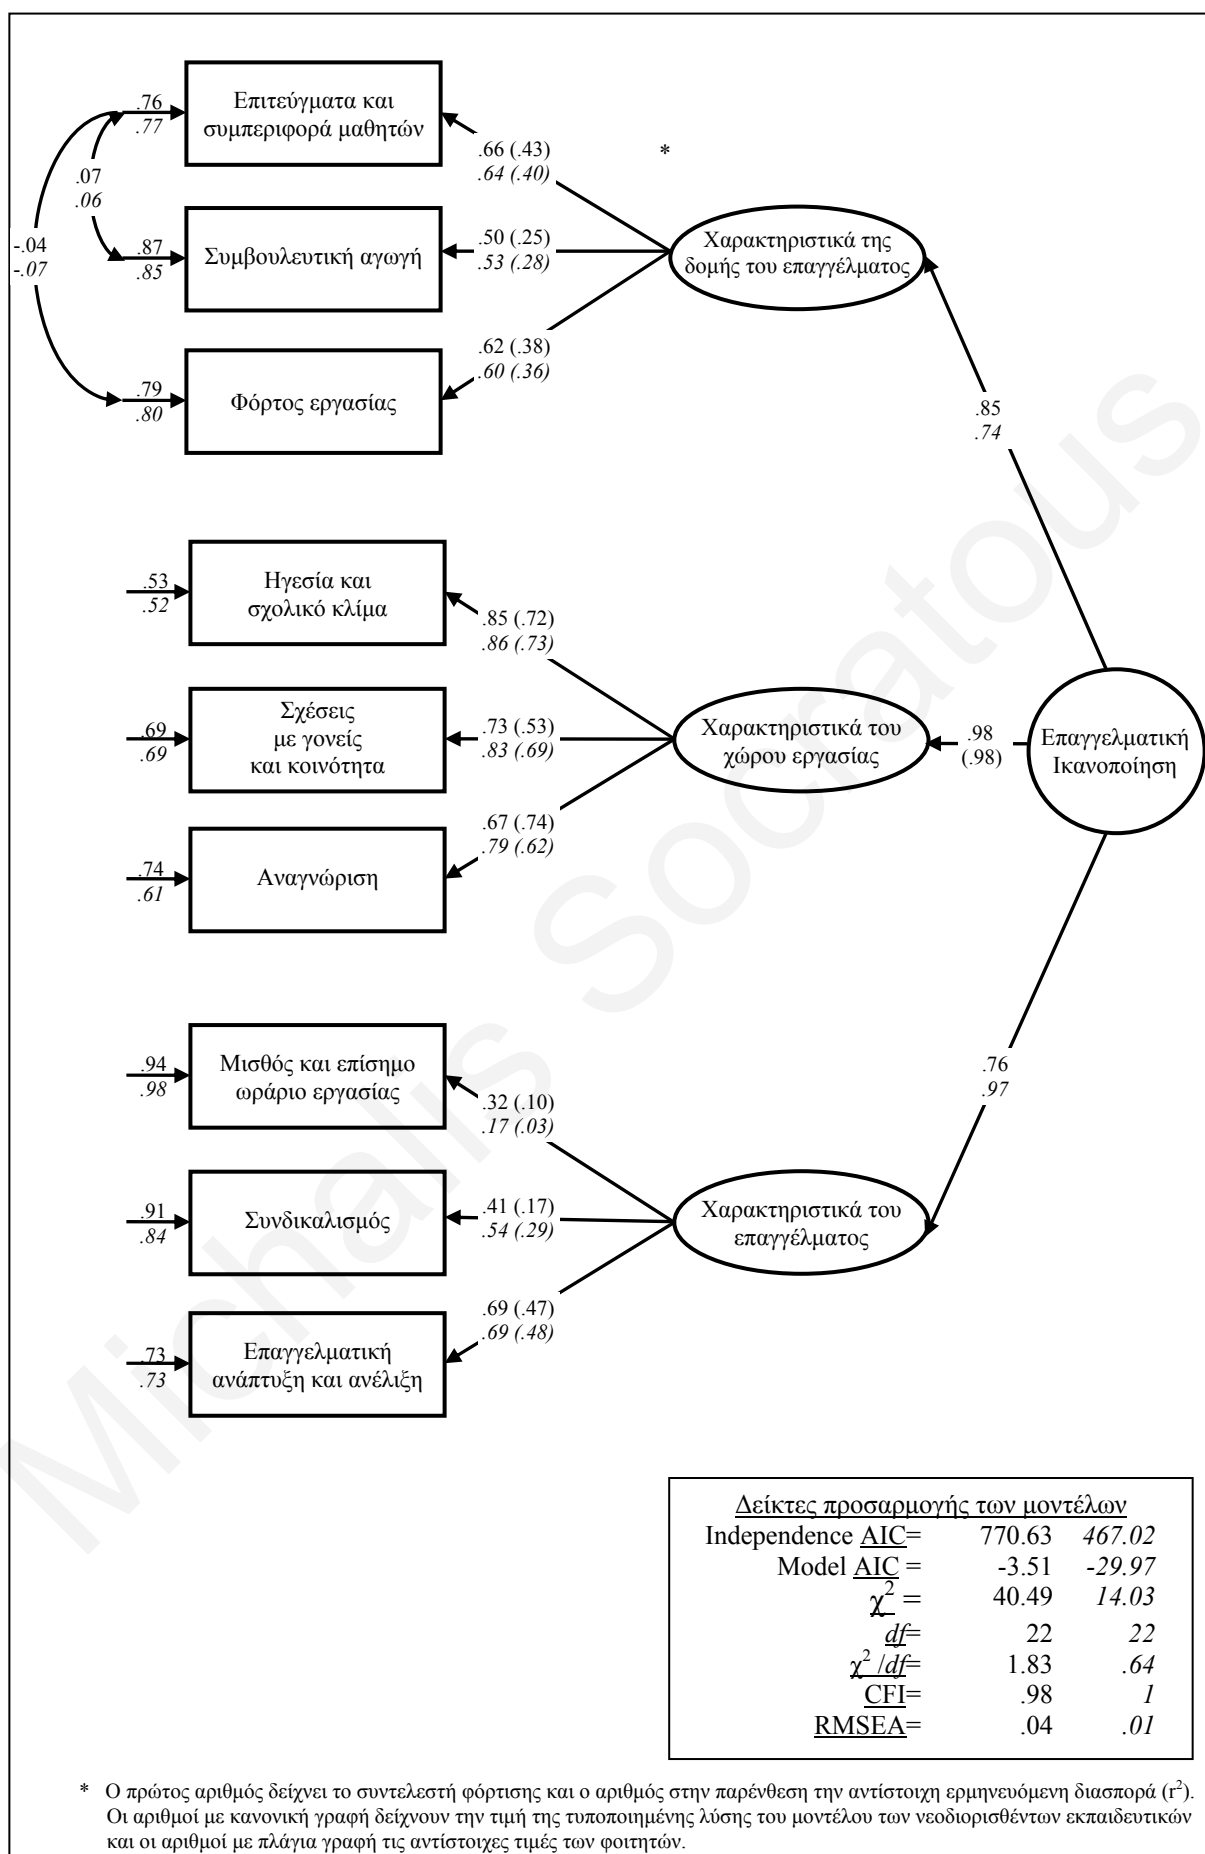 .76
.77
Επιτεύγματα και
συμπεριφορά μαθητών
.66 (.43)
.64 (.40)
*
.07
.06
-.04
-.07
.87
.85
Συμβουλευτική αγωγή
.50 (.25)
.53 (.28)
Χαρακτηριστικά της
δομής του επαγγέλματος
.79
.80
Φόρτος εργασίας
.62 (.38)
.60 (.36)
.85
.74
.53
.52
Ηγεσία και
σχολικό κλίμα
.85 (.72)
.86 (.73)
.69
.69
Σχέσεις
με γονείς
και κοινότητα
.73 (.53)
.83 (.69)
Χαρακτηριστικά του
χώρου εργασίας
.98
(.98)
Επαγγελματική
Ικανοποίηση
.74
.61
Αναγνώριση
.67 (.74)
.79 (.62)
.94
.98
Μισθός και επίσημο
ωράριο εργασίας
.32 (.10)
.17 (.03)
.76
.97
.91
.84
Συνδικαλισμός
.41 (.17)
.54 (.29)
Χαρακτηριστικά του
επαγγέλματος
.73
.73
Επαγγελματική
ανάπτυξη και ανέλιξη
.69 (.47)
.69 (.48)
Δείκτες προσαρμογής των μοντέλων
Independence AIC= 770.63 467.02
Model AIC = -3.51 -29.97
χ² = 40.49 14.03
df= 22 22
χ² /df= 1.83 .64
CFI= .98 1
RMSEA= .04 .01
* Ο πρώτος αριθμός δείχνει το συντελεστή φόρτισης και ο αριθμός στην παρένθεση την αντίστοιχη ερμηνευόμενη διασπορά (r²).
Οι αριθμοί με κανονική γραφή δείχνουν την τιμή της τυποποιημένης λύσης του μοντέλου των νεοδιορισθέντων εκπαιδευτικών
και οι αριθμοί με πλάγια γραφή τις αντίστοιχες τιμές των φοιτητών.
Michalis Socratous